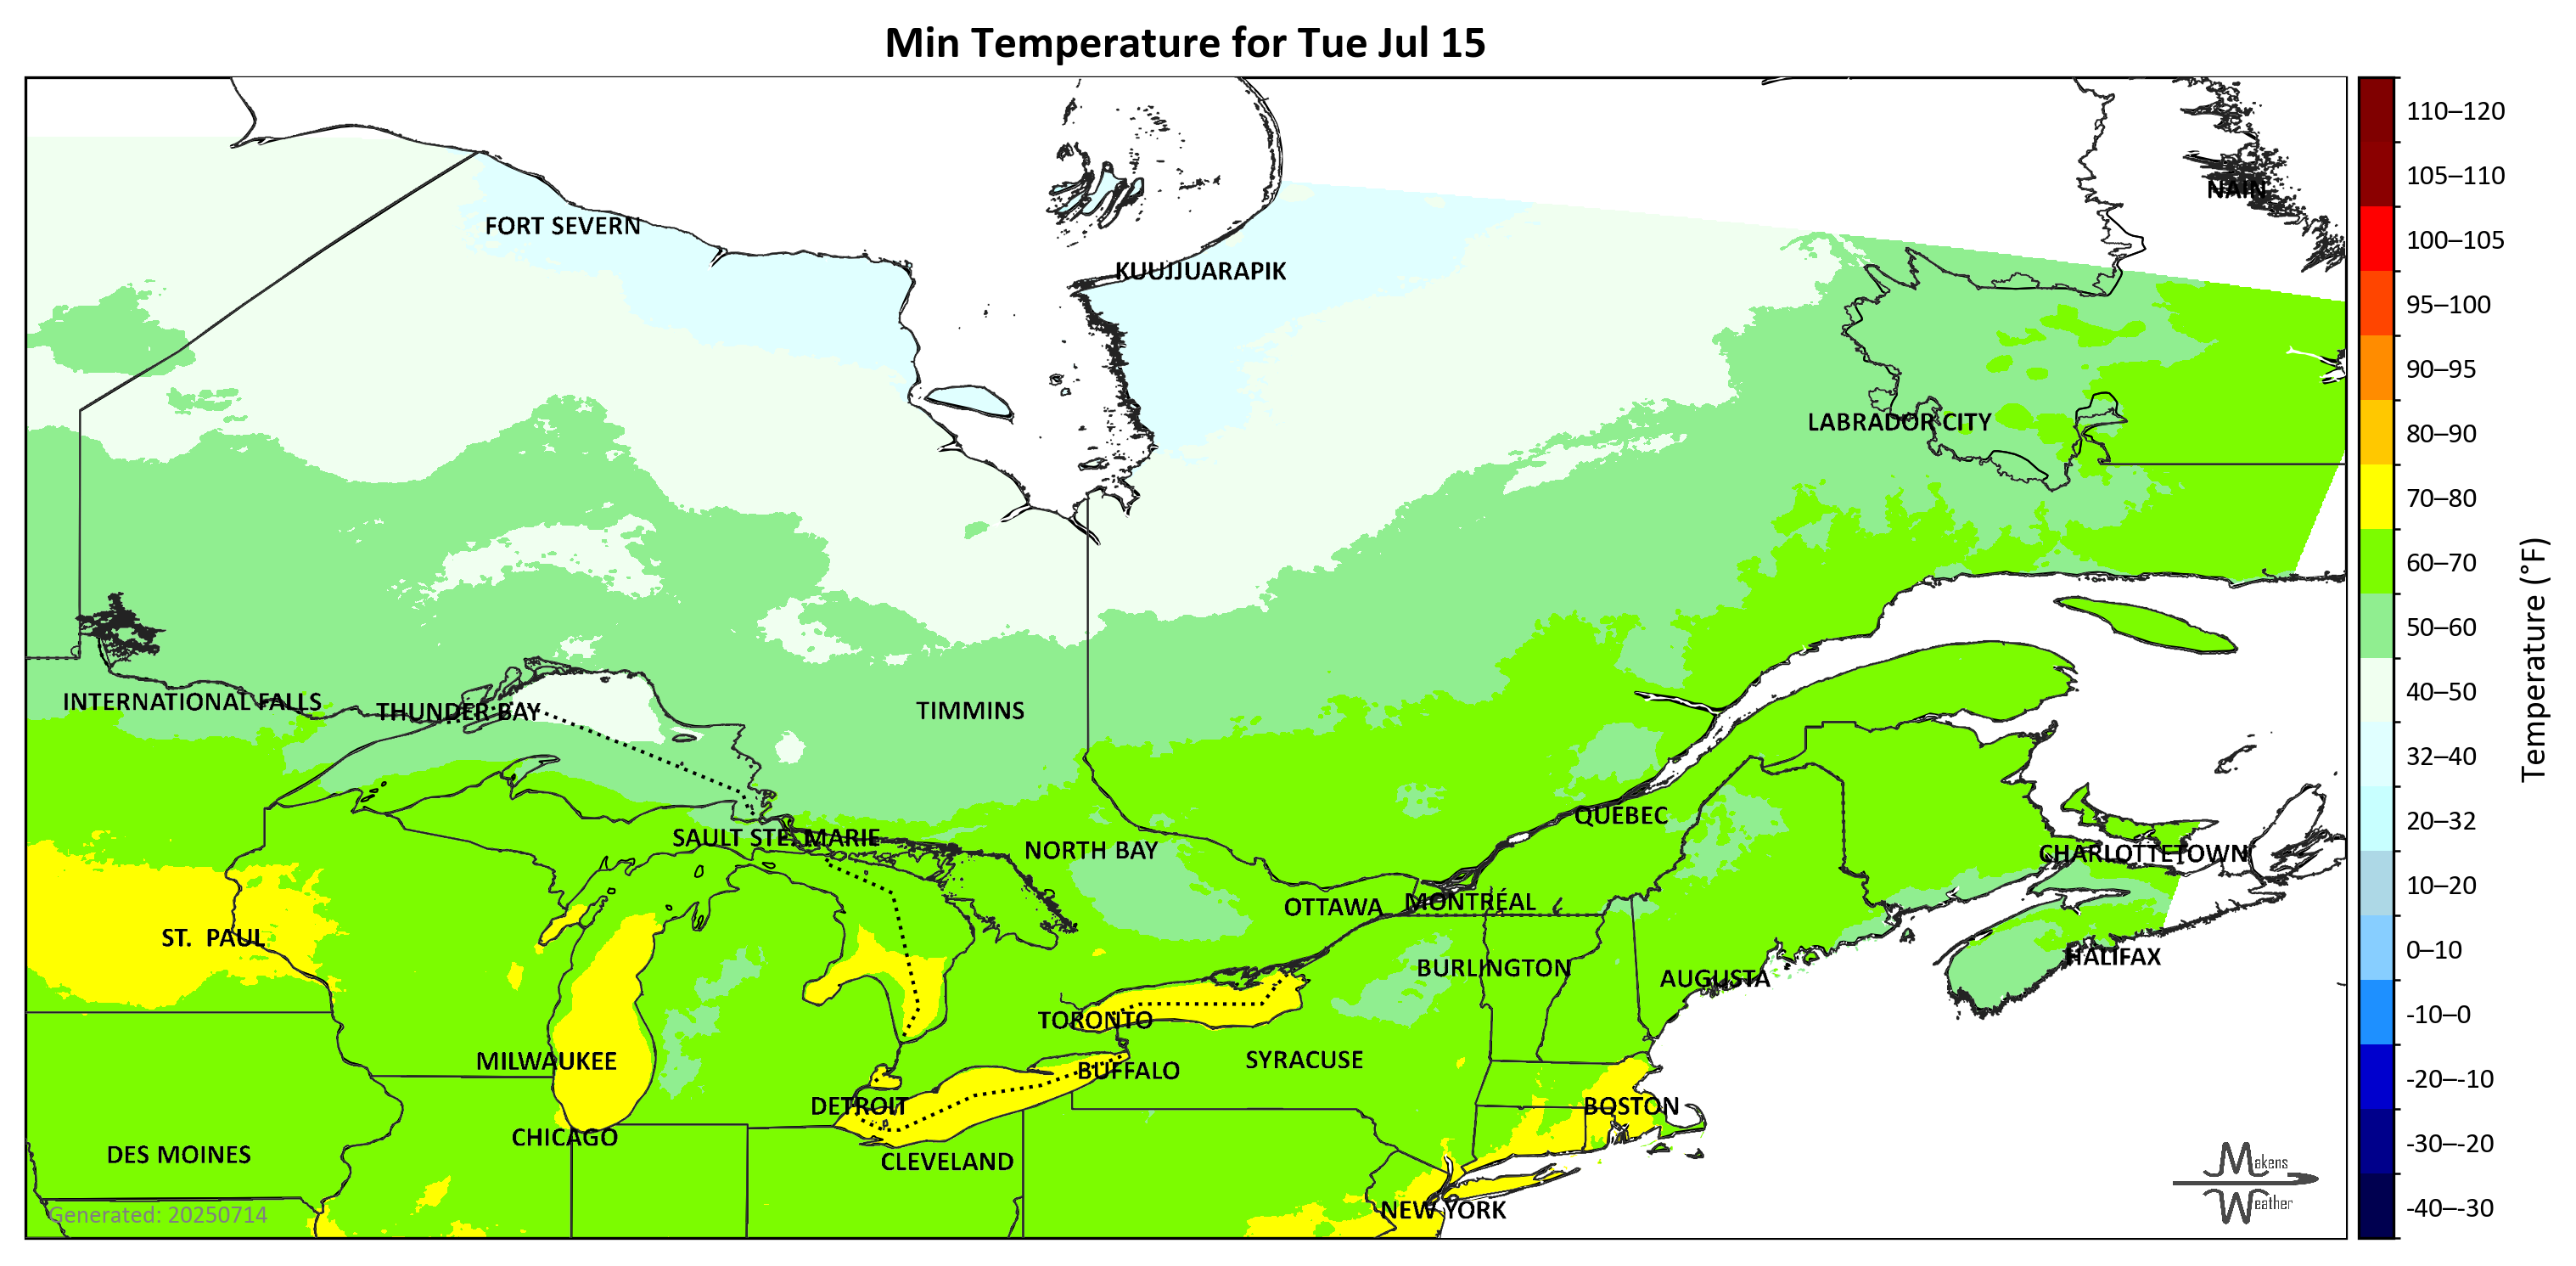 Min Temperature for Tue Jul 15
110–120
105–110
NAIN
FORT SEVERN
100–105
KUUJJUARAPIK
95–100
90–95
LABRADOR CITY
80–90
70–80
60–70
50–60
Temperature (°F)
40–50
INTERNATIONAL FALLS
THUNDER BAY
TIMMINS
32–40
QUÉBEC
20–32
SAULT STE. MARIE
NORTH BAY
CHARLOTTETOWN
10–20
OTTAWA
MONTRÉAL
ST. PAUL
0–10
HALIFAX
BURLINGTON
AUGUSTA
-10–0
TORONTO
MILWAUKEE
SYRACUSE
BUFFALO
-20–-10
DETROIT
BOSTON
CHICAGO
-30–-20
DES MOINES
CLEVELAND
Makens
Weather
NEW YORK
-40–-30
Generated: 20250714